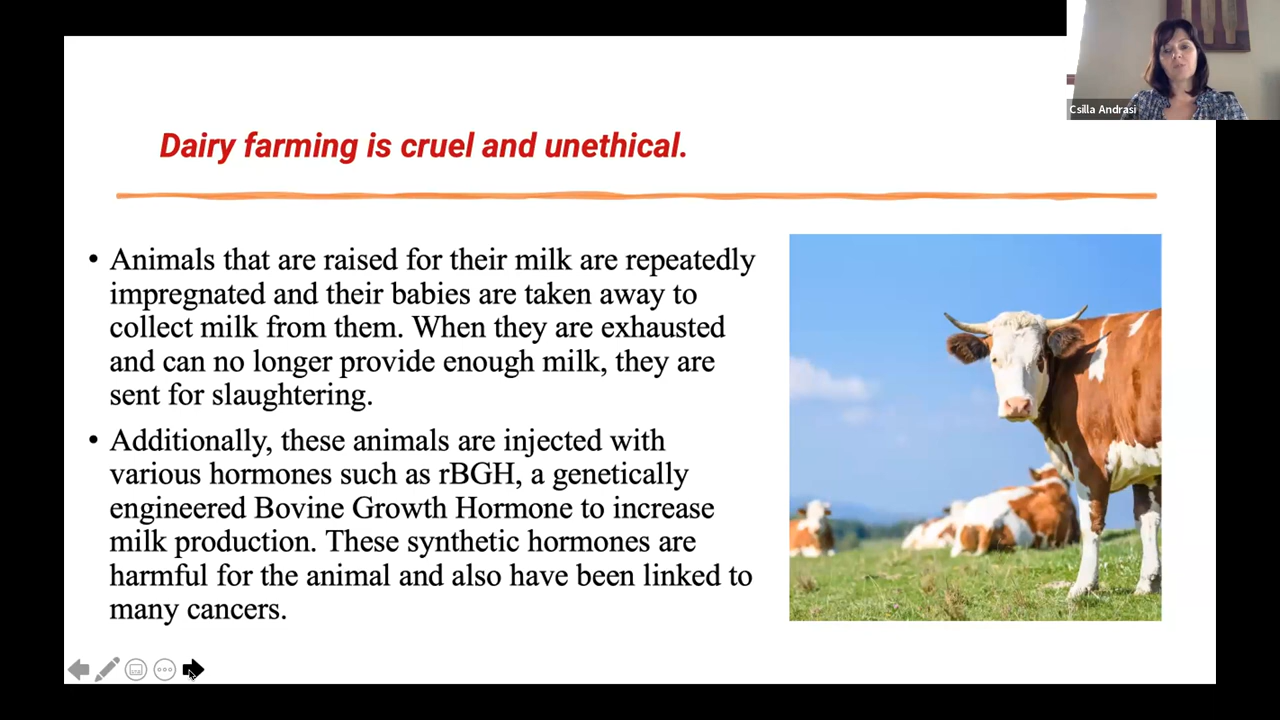 Csilla Andrasi
Dairy farming is cruel and unethical.
• Animals that are raised for their milk are repeatedly
impregnated and their babies are taken away to
collect milk from them. When they are exhausted
and can no longer provide enough milk, they are
sent for slaughtering.
• Additionally, these animals are injected with
various hormones such as rBGH, a genetically
engineered Bovine Growth Hormone to increase
milk production. These synthetic hormones are
harmful for the animal and also have been linked to
many cancers.